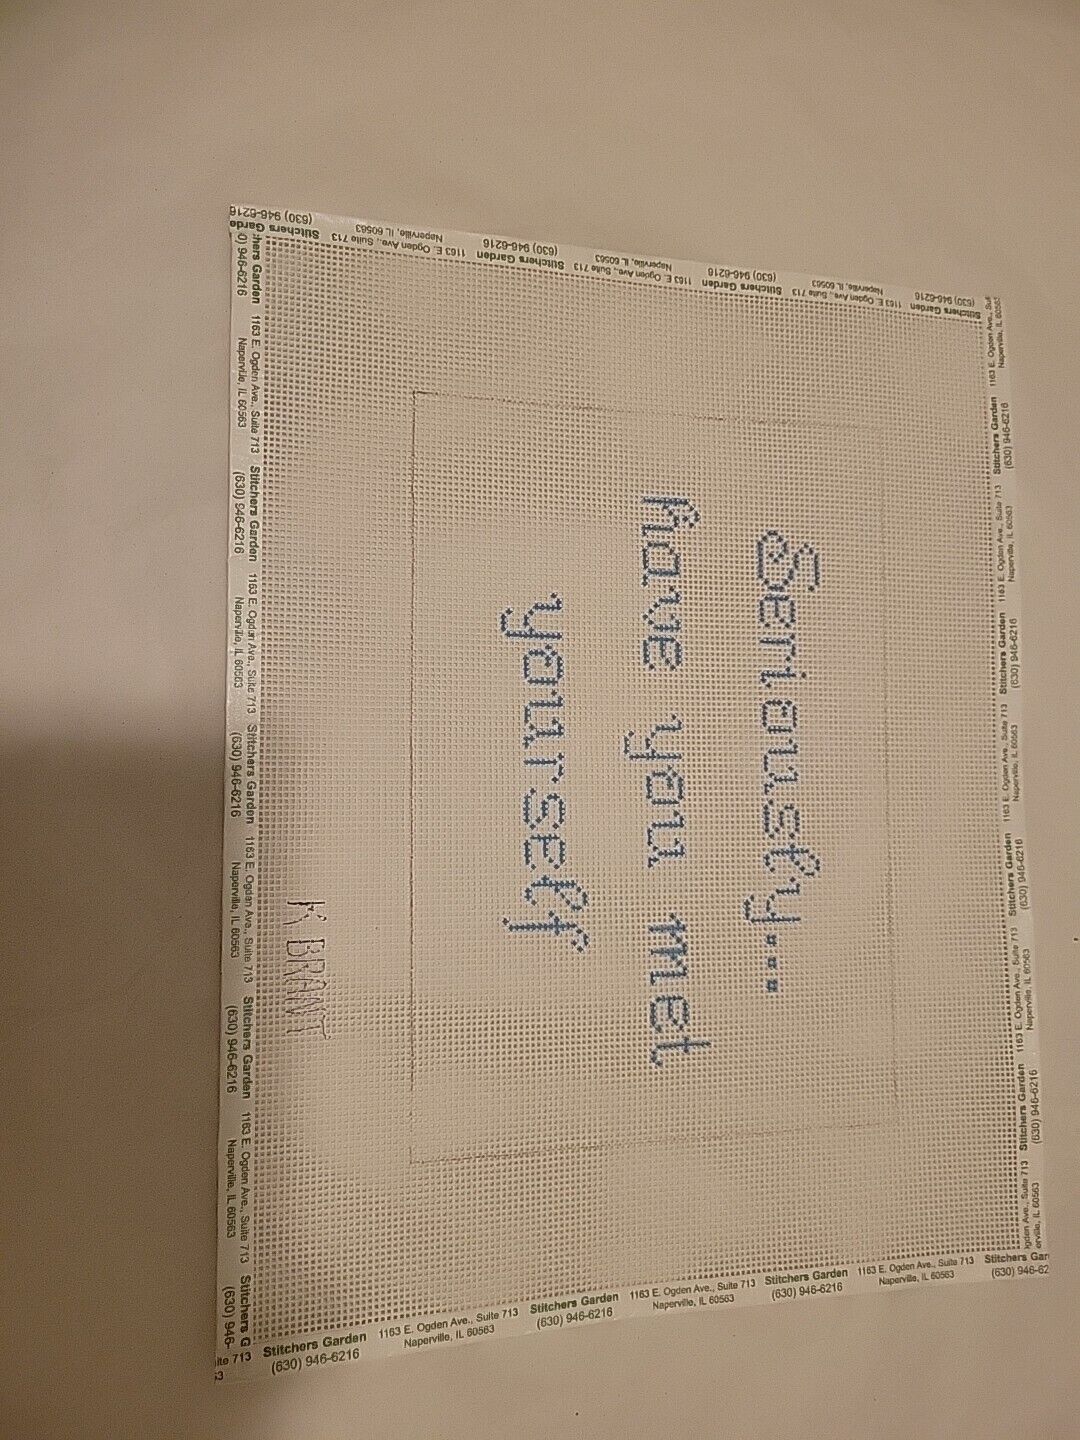 Seriously...
have you met
yourself
K BRANT
Stitchers Garden
(630) 946-6216
1163 E. Ogden Ave., Suite 713
Naperville, IL 60563